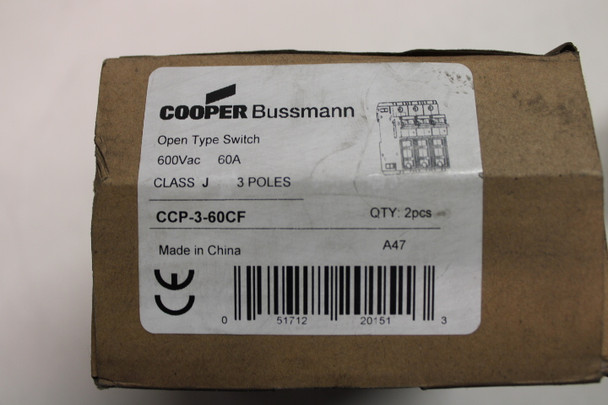 COOPER Bussmann
Open Type Switch
600Vac 60A
CLASS J 3 POLES
CCP-3-60CF QTY: 2pcs
Made in China A47
CE
0 51712 20151 3